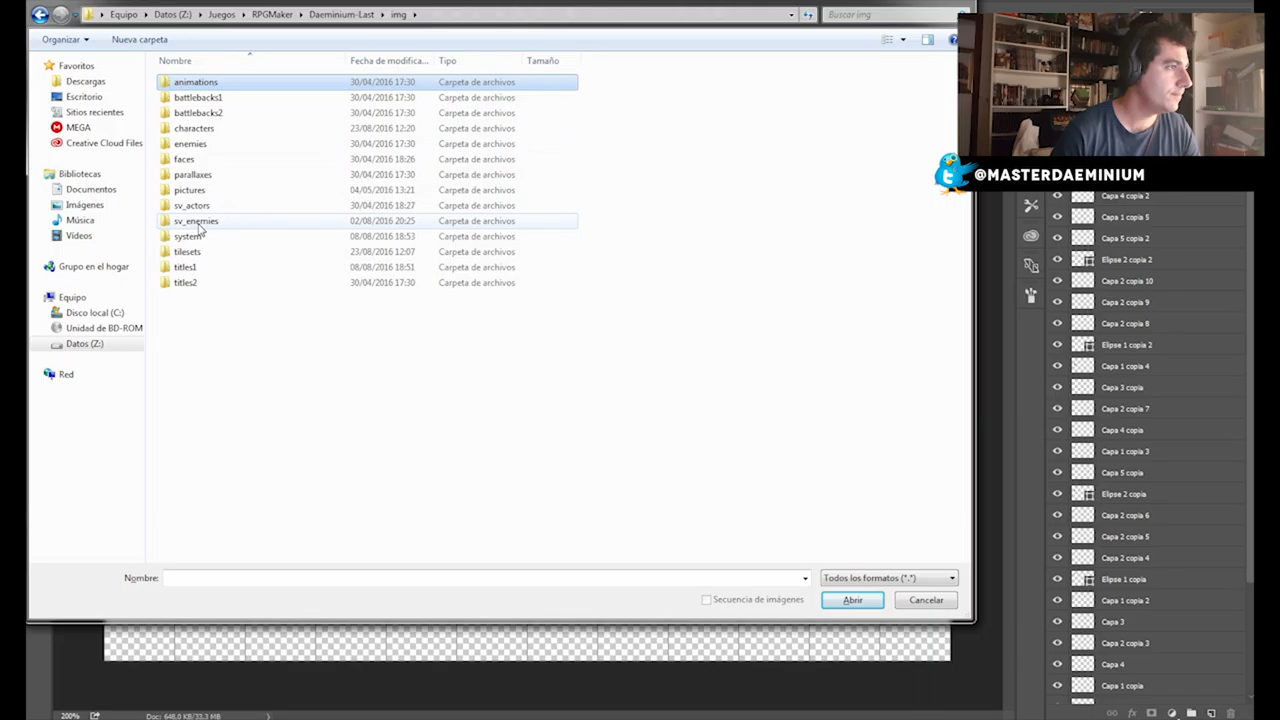 Equipo ▸ Datos (Z:) ▸ Juegos ▸ RPGMaker ▸ Daeminium-Last ▸ img ▸
Buscar img
Organizar
Nueva carpeta
Nombre Fecha de modifica... Tipo Tamaño
Favoritos
Descargas
Escritorio
Sitios recientes
MEGA
Creative Cloud Files
Bibliotecas
Documentos
Imágenes
Música
Vídeos
Grupo en el hogar
Equipo
Disco local (C:)
Unidad de BD-ROM
Datos (Z:)
Red
animations 30/04/2016 17:30 Carpeta de archivos
battlebacks1 30/04/2016 17:30 Carpeta de archivos
battlebacks2 30/04/2016 17:30 Carpeta de archivos
characters 23/08/2016 12:20 Carpeta de archivos
enemies 30/04/2016 17:30 Carpeta de archivos
faces 30/04/2016 18:26 Carpeta de archivos
parallaxes 30/04/2016 17:30 Carpeta de archivos
pictures 04/05/2016 13:21 Carpeta de archivos
sv_actors 30/04/2016 18:27 Carpeta de archivos
sv_enemies 02/08/2016 20:25 Carpeta de archivos
system 08/08/2016 18:53 Carpeta de archivos
tilesets 23/08/2016 12:07 Carpeta de archivos
titles1 08/08/2016 18:51 Carpeta de archivos
titles2 30/04/2016 17:30 Carpeta de archivos
Nombre:
Todos los formatos (*.*)
Secuencia de imágenes
Abrir
Cancelar
@MASTERDAEMINIUM
Capa 4 copia 2
Capa 1 copia 5
Capa 5 copia 2
Elipse 2 copia 2
Capa 2 copia 10
Capa 2 copia 9
Capa 2 copia 8
Elipse 1 copia 2
Capa 1 copia 4
Capa 3 copia
Capa 2 copia 7
Capa 4 copia
Capa 1 copia 3
Capa 5 copia
Elipse 2 copia
Capa 2 copia 6
Capa 2 copia 5
Capa 2 copia 4
Elipse 1 copia
Capa 1 copia 2
Capa 3
Capa 2 copia 3
Capa 4
Capa 1 copia
200%
Doc: 648,0 KB/33,3 MB
fx